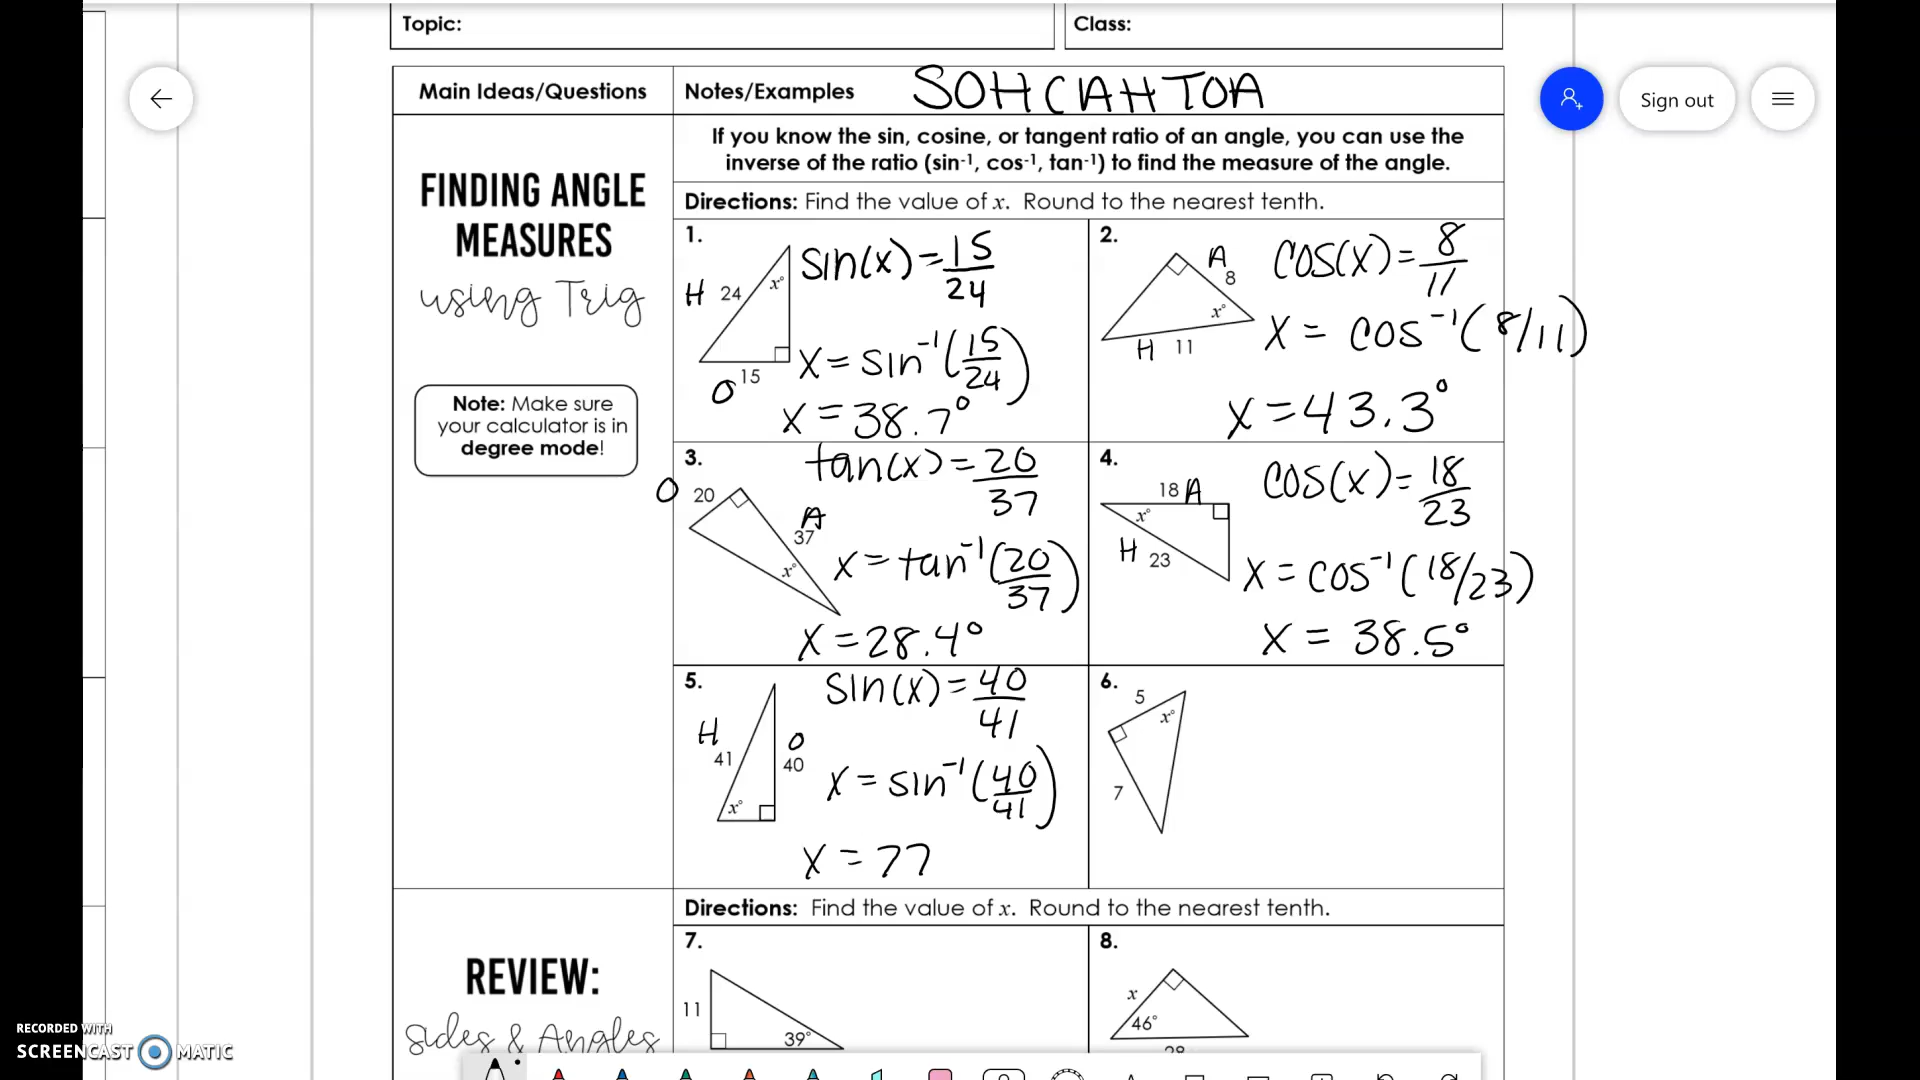 Topic:
Class:
Sign out
Main Ideas/Questions
Notes/Examples SOH CAH TOA
If you know the sin, cosine, or tangent ratio of an angle, you can use the
inverse of the ratio (sin⁻¹, cos⁻¹, tan⁻¹) to find the measure of the angle.
FINDING ANGLE
MEASURES
using Trig
Note: Make sure
your calculator is in
degree mode!
Directions: Find the value of x. Round to the nearest tenth.
1.
H 24
x°
O 15
sin(x) = 15/24
x = sin⁻¹(15/24)
x = 38.7°
2.
A
8
x°
H 11
cos(x) = 8/11
x = cos⁻¹(8/11)
x = 43.3°
3.
O 20
A
37
x°
tan(x) = 20/37
x = tan⁻¹(20/37)
x = 28.4°
4.
18 A
x°
H 23
cos(x) = 18/23
x = cos⁻¹(18/23)
x = 38.5°
5.
H
41
O
40
x°
sin(x) = 40/41
x = sin⁻¹(40/41)
x = 77
6.
5
x°
7
REVIEW:
Sides & Angles
Directions: Find the value of x. Round to the nearest tenth.
7.
11
39°
8.
x
46°
RECORDED WITH
SCREENCAST MATIC